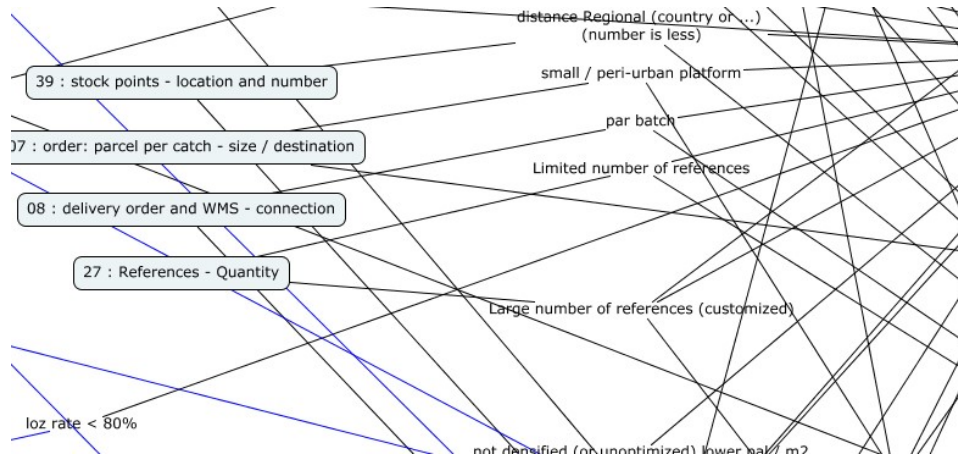 distance Regional (country or ...)
(number is less)
39 : stock points - location and number
small / peri-urban platform
par batch
07 : order: parcel per catch - size / destination
Limited number of references
08 : delivery order and WMS - connection
27 : References - Quantity
Large number of references (customized)
loz rate < 80%
not densified (or unoptimized) lower pal / m2